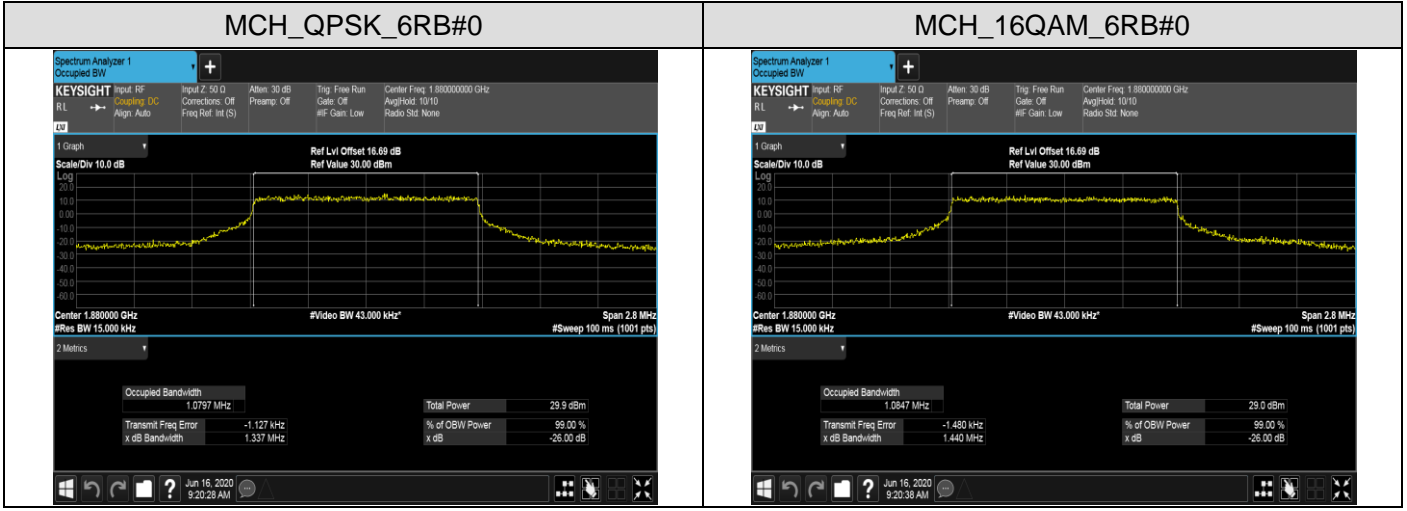 MCH_QPSK_6RB#0
Spectrum Analyzer 1
Occupied BW
+
KEYSIGHT
RL
LXI
Input: RF
Coupling: DC
Align: Auto
Input Z: 50 Ω
Corrections: Off
Freq Ref: Int (S)
Atten: 30 dB
Preamp: Off
Trig: Free Run
Gate: Off
#IF Gain: Low
Center Freq: 1.880000000 GHz
Avg|Hold: 10/10
Radio Std: None
1 Graph
Scale/Div 10.0 dB
Ref Lvl Offset 16.69 dB
Ref Value 30.00 dBm
Log
20.0
10.0
0.00
-10.0
-20.0
-30.0
-40.0
-50.0
-60.0
Center 1.880000 GHz
#Video BW 43.000 kHz*
Span 2.8 MHz
#Res BW 15.000 kHz
#Sweep 100 ms (1001 pts)
2 Metrics
Occupied Bandwidth
1.0797 MHz
Total Power 29.9 dBm
Transmit Freq Error -1.127 kHz
% of OBW Power 99.00 %
x dB Bandwidth 1.337 MHz
x dB -26.00 dB
?
Jun 16, 2020
9:20:28 AM
MCH_16QAM_6RB#0
Spectrum Analyzer 1
Occupied BW
+
KEYSIGHT
RL
LXI
Input: RF
Coupling: DC
Align: Auto
Input Z: 50 Ω
Corrections: Off
Freq Ref: Int (S)
Atten: 30 dB
Preamp: Off
Trig: Free Run
Gate: Off
#IF Gain: Low
Center Freq: 1.880000000 GHz
Avg|Hold: 10/10
Radio Std: None
1 Graph
Scale/Div 10.0 dB
Ref Lvl Offset 16.69 dB
Ref Value 30.00 dBm
Log
20.0
10.0
0.00
-10.0
-20.0
-30.0
-40.0
-50.0
-60.0
Center 1.880000 GHz
#Video BW 43.000 kHz*
Span 2.8 MHz
#Res BW 15.000 kHz
#Sweep 100 ms (1001 pts)
2 Metrics
Occupied Bandwidth
1.0847 MHz
Total Power 29.0 dBm
Transmit Freq Error -1.480 kHz
% of OBW Power 99.00 %
x dB Bandwidth 1.440 MHz
x dB -26.00 dB
?
Jun 16, 2020
9:20:38 AM